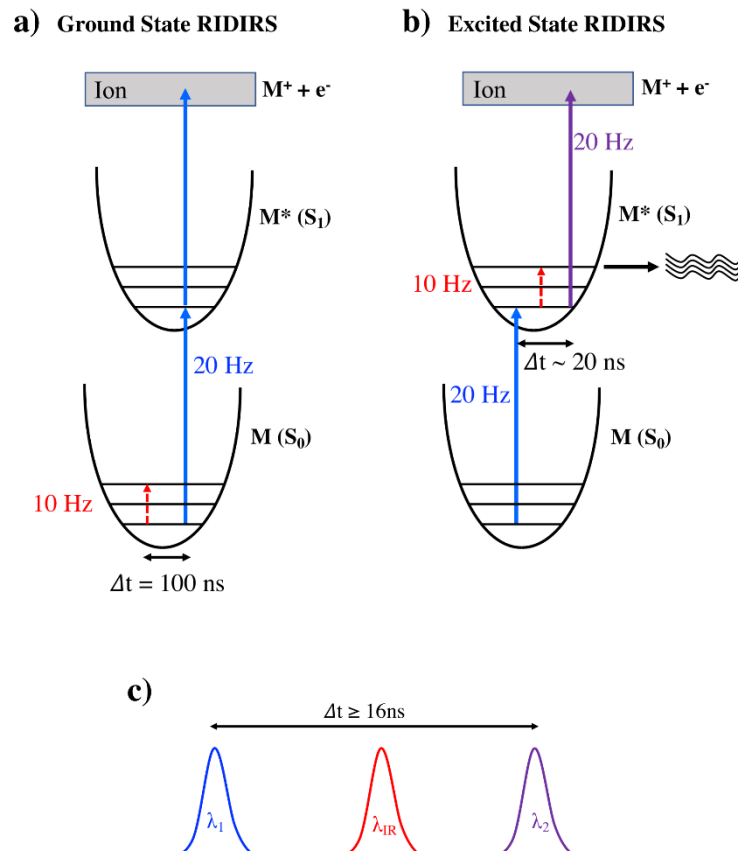 a) Ground State RIDIRS
Ion
M⁺ + e⁻
M* (S₁)
20 Hz
M (S₀)
10 Hz
Δt = 100 ns
b) Excited State RIDIRS
Ion
M⁺ + e⁻
20 Hz
M* (S₁)
10 Hz
Δt ~ 20 ns
20 Hz
M (S₀)
c)
Δt ≥ 16ns
λ₁
λIR
λ₂